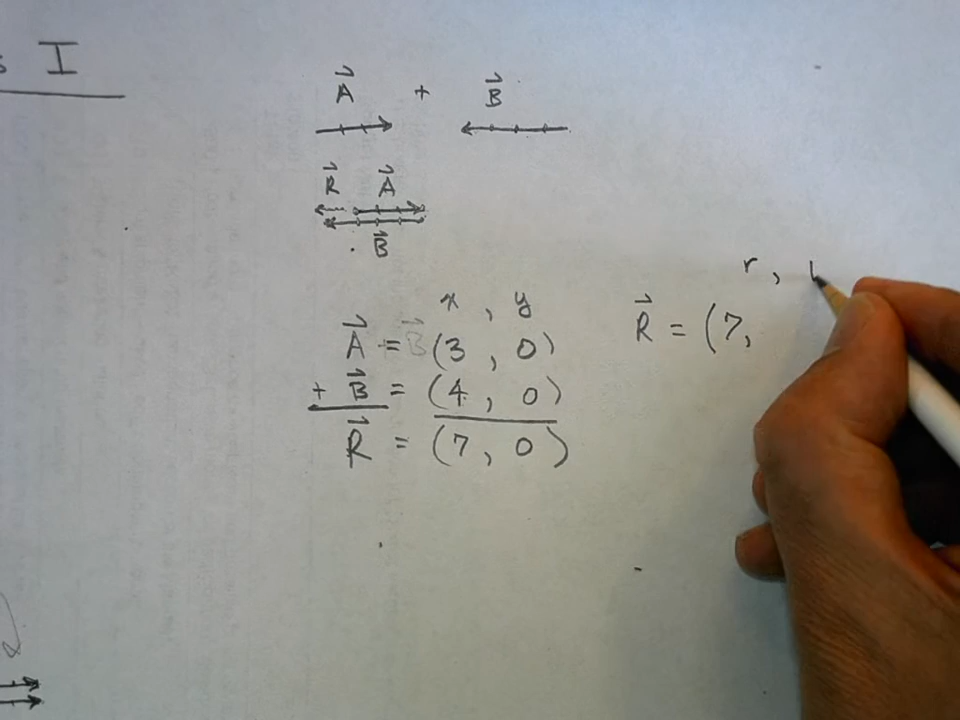 I
A⃗ + B⃗
R⃗ A⃗
B⃗
x , y
A⃗ = (3 , 0)
+ B⃗ = (4 , 0)
R⃗ = (7 , 0)
r ,
R⃗ = (7,